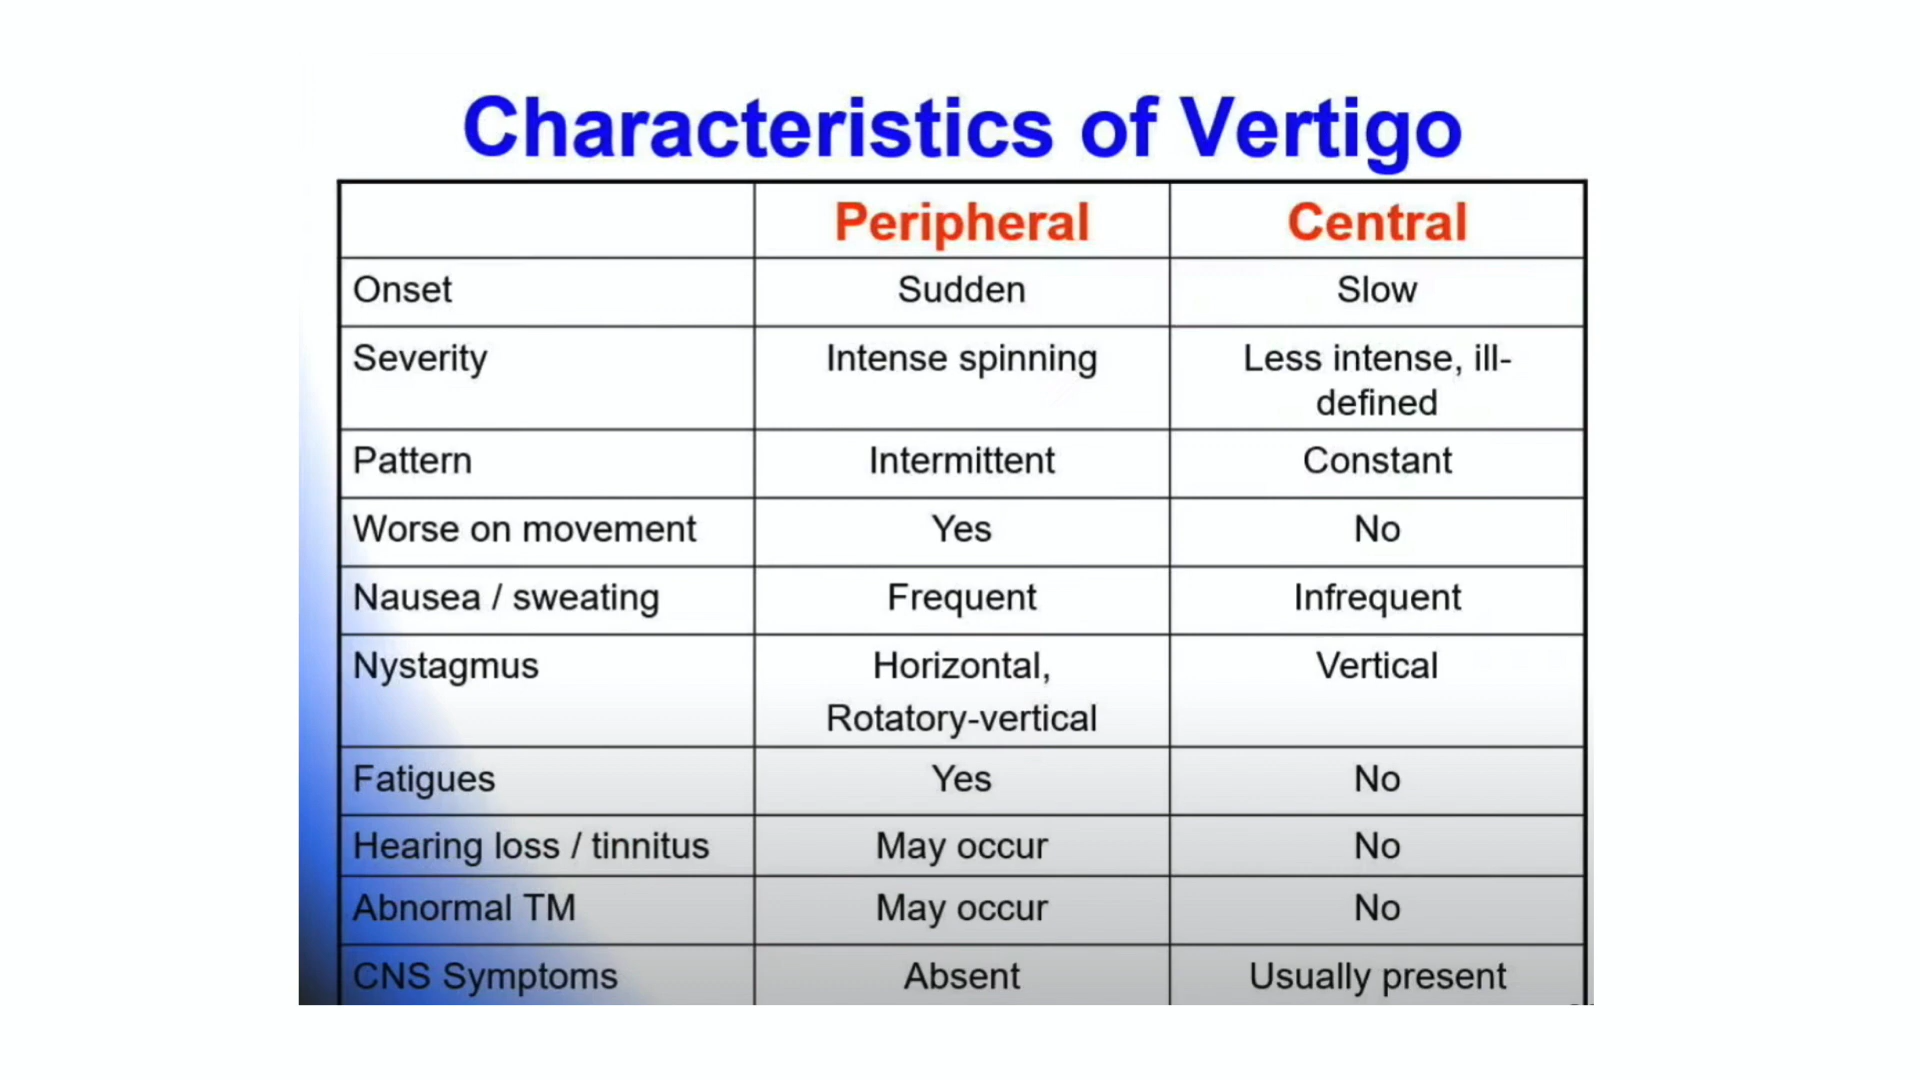 Characteristics of Vertigo
Peripheral Central
Onset Sudden Slow
Severity Intense spinning Less intense, ill-
defined
Pattern Intermittent Constant
Worse on movement Yes No
Nausea / sweating Frequent Infrequent
Nystagmus Horizontal, Vertical
Rotatory-vertical
Fatigues Yes No
Hearing loss / tinnitus May occur No
Abnormal TM May occur No
CNS Symptoms Absent Usually present